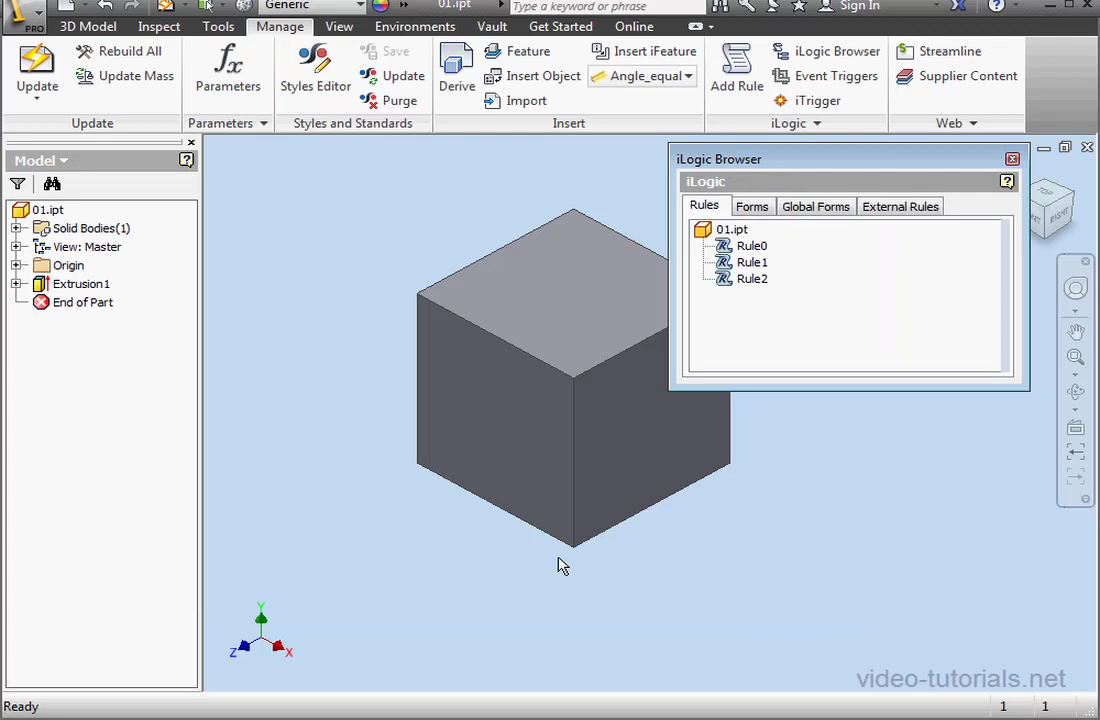 PRO
Generic
01.ipt
Type a keyword or phrase
Sign In
3D Model
Inspect
Tools
Manage
View
Environments
Vault
Get Started
Online
Update
Rebuild All
Update Mass
Update
Parameters
Parameters
Styles Editor
Save
Update
Purge
Styles and Standards
Derive
Feature
Insert Object
Import
Insert iFeature
Angle_equal
Insert
Add Rule
iLogic Browser
Event Triggers
iTrigger
iLogic
Streamline
Supplier Content
Web
Model
01.ipt
Solid Bodies(1)
View: Master
Origin
Extrusion1
End of Part
iLogic Browser
iLogic
Rules
Forms
Global Forms
External Rules
01.ipt
Rule0
Rule1
Rule2
TOP
RIGHT
Y
Z
X
video-tutorials.net
Ready
1
1